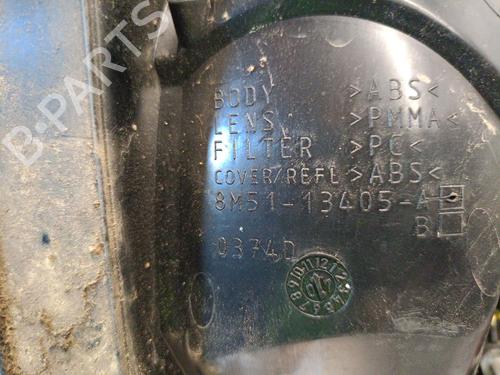 B-PARTS
BODY >ABS<
LENS >PMMA<
FILTER >PC<
COVER/REFL >ABS<
8M51-13405-A
B
0374D